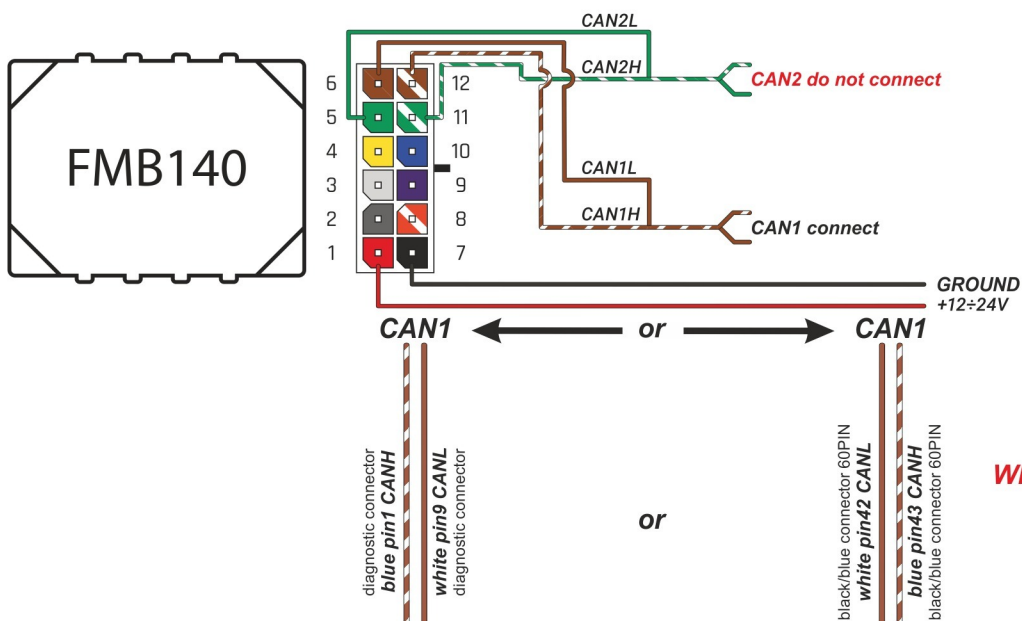 CAN2L
CAN2H
CAN2 do not connect
FMB140
6
12
5
11
4
10
3
9
2
8
1
7
CAN1L
CAN1H
CAN1 connect
GROUND
+12÷24V
CAN1
or
CAN1
diagnostic connector
blue pin1 CANH
white pin9 CANL
diagnostic connector
or
black/blue connector 60PIN
white pin42 CANL
blue pin43 CANH
black/blue connector 60PIN